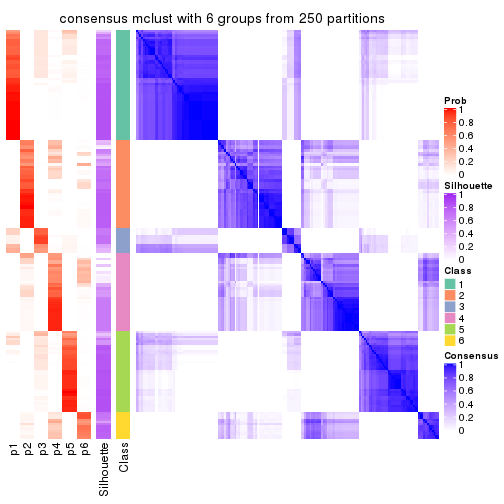 consensus mclust with 6 groups from 250 partitions
Prob
1
0.8
0.6
0.4
0.2
0
Silhouette
1
0.8
0.6
0.4
0.2
0
Class
1
2
3
4
5
6
Consensus
1
0.8
0.6
0.4
0.2
0
p1
p2
p3
p4
p5
p6
Silhouette
Class